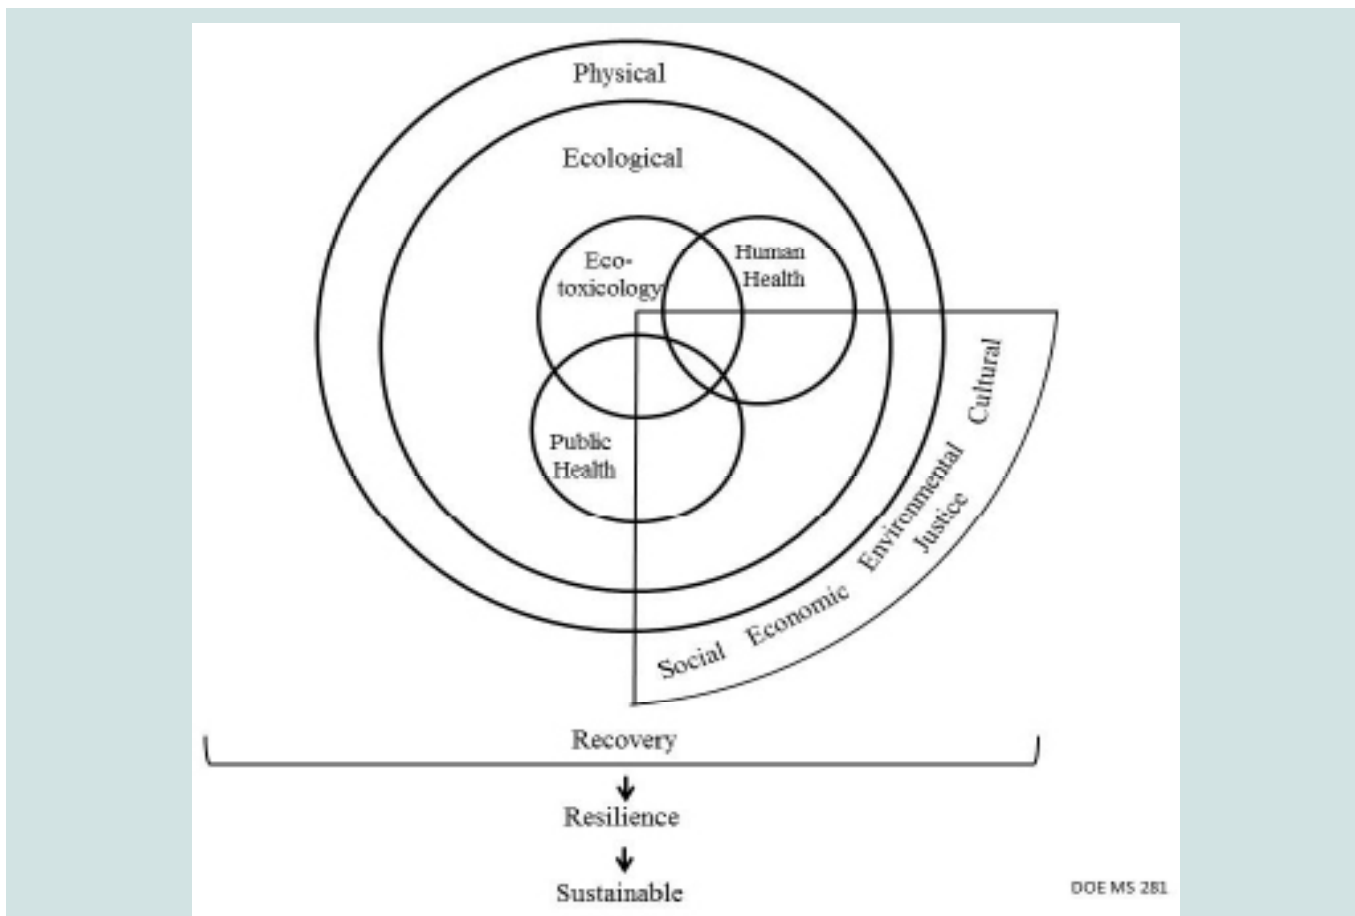 Physical
Ecological
Eco-
toxicology
Human
Health
Public
Health
Cultural
Environmental
Justice
Economic
Social
Recovery
Resilience
Sustainable
DOE MS 281